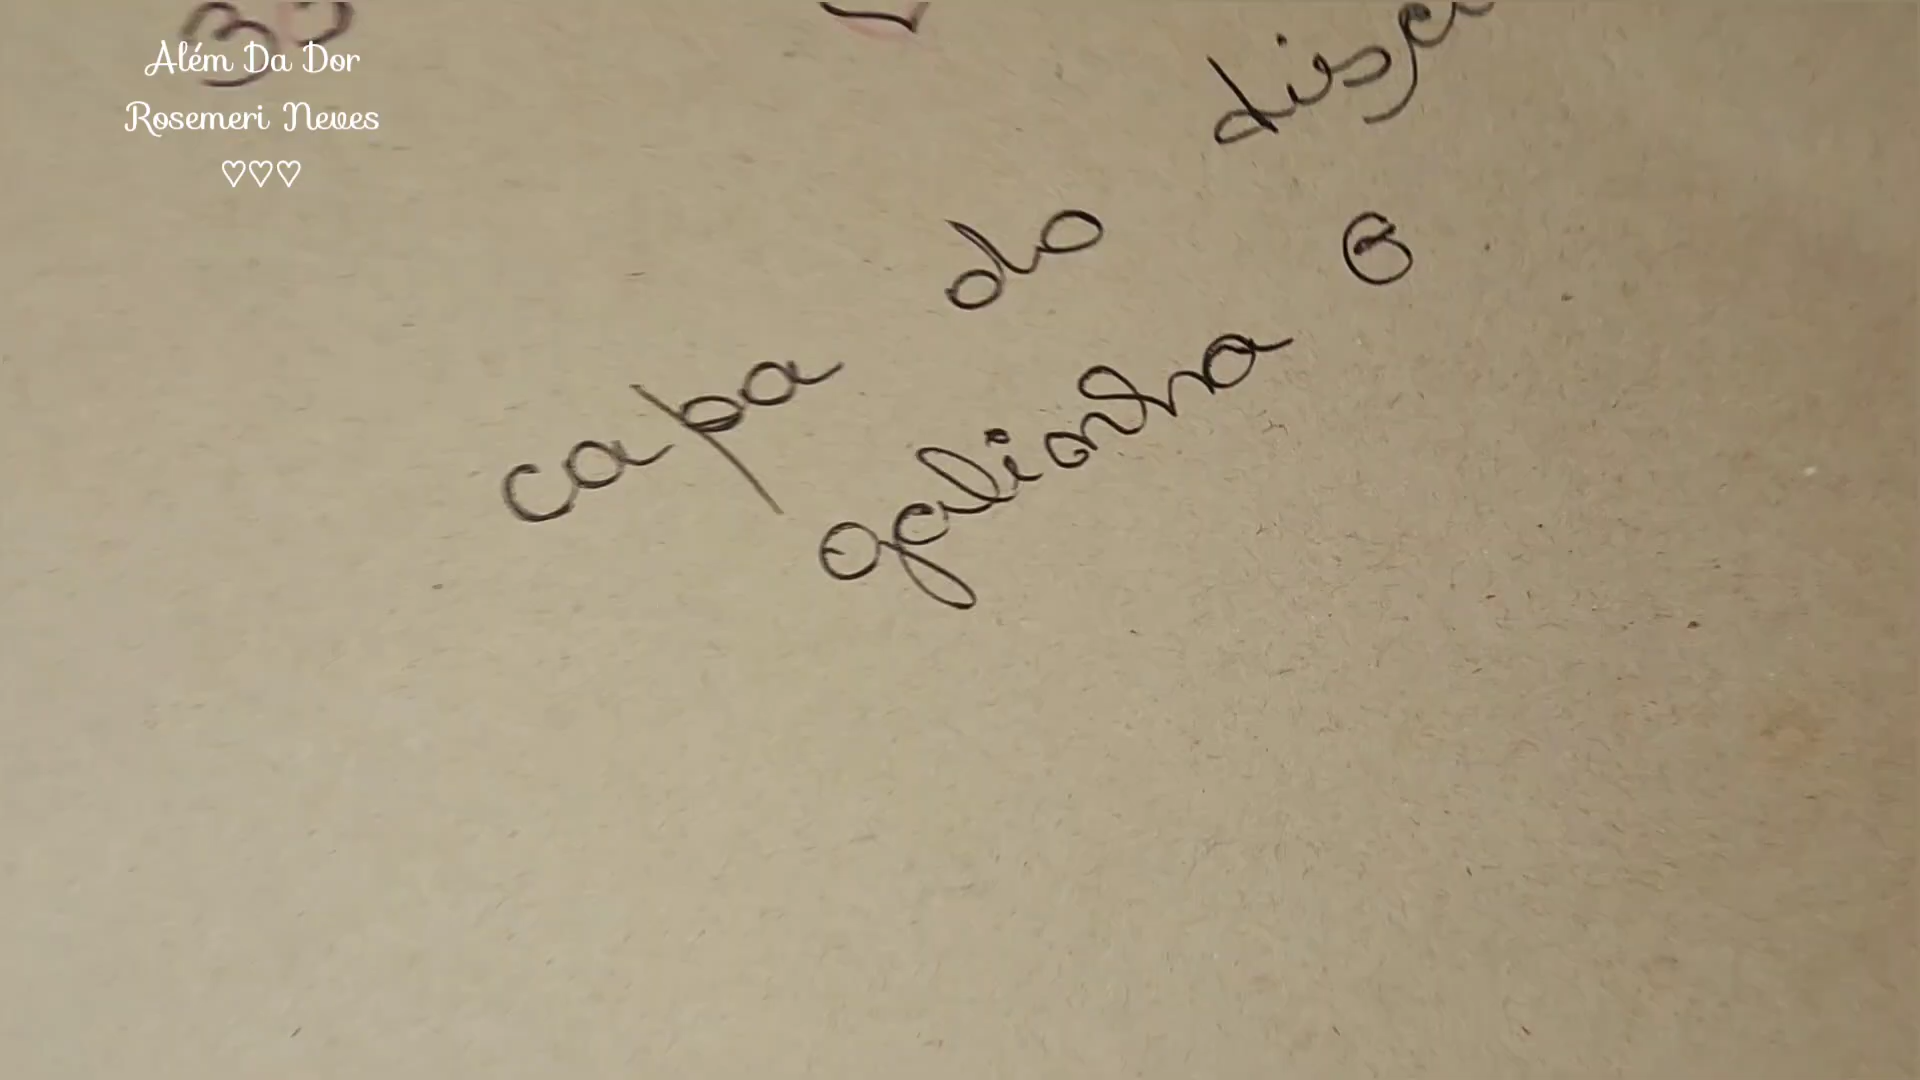 Além Da Dor
Rosemeri Neves
♡♡♡
capa do
galinha e